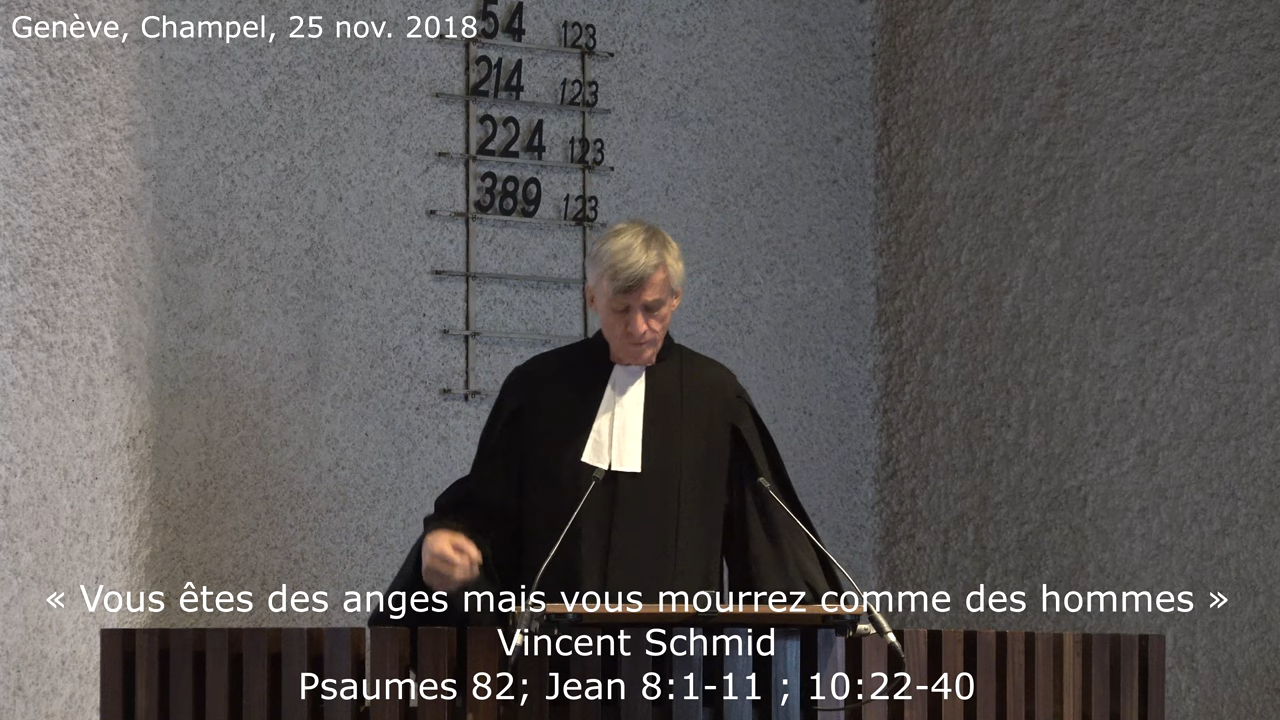 Genève, Champel, 25 nov. 2018
54 123
214 123
224 123
389 123
« Vous êtes des anges mais vous mourrez comme des hommes »
Vincent Schmid
Psaumes 82; Jean 8:1-11 ; 10:22-40